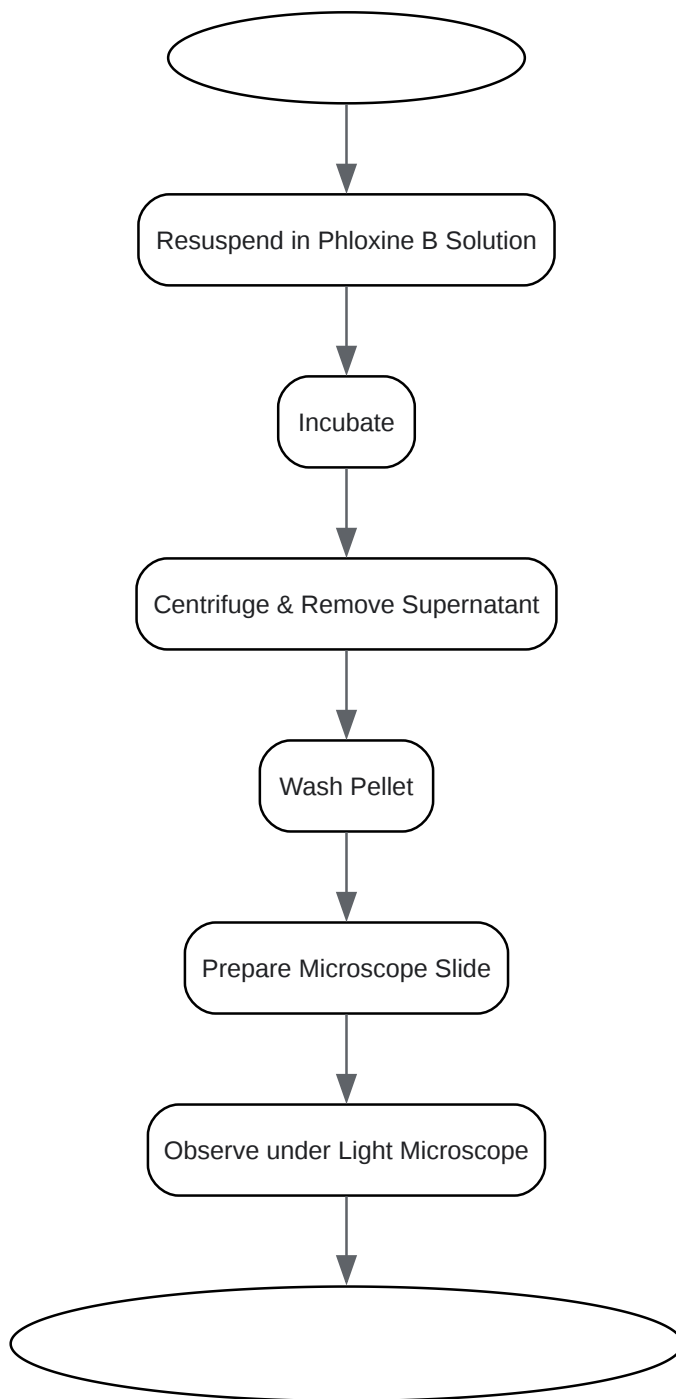 Resuspend in Phloxine B Solution
Incubate
Centrifuge & Remove Supernatant
Wash Pellet
Prepare Microscope Slide
Observe under Light Microscope